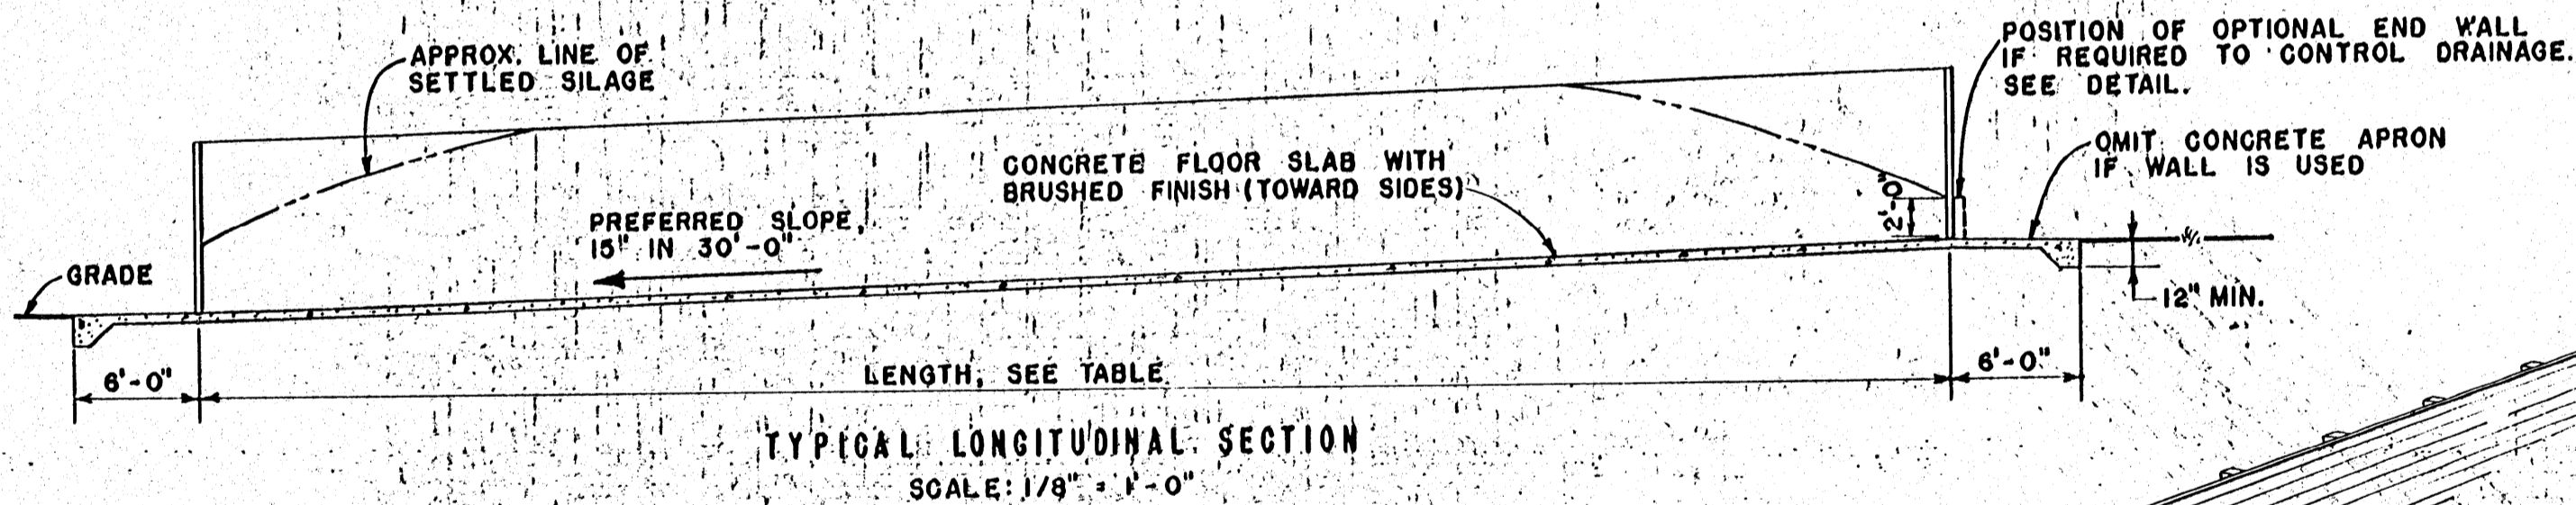 APPROX. LINE OF
SETTLED SILAGE
POSITION OF OPTIONAL END WALL
IF REQUIRED TO CONTROL DRAINAGE.
SEE DETAIL.
OMIT CONCRETE APRON
IF WALL IS USED
CONCRETE FLOOR SLAB WITH
BRUSHED FINISH (TOWARD SIDES)
2'-0"
PREFERRED SLOPE,
15" IN 30'-0"
GRADE
12" MIN.
6'-0"
LENGTH, SEE TABLE
6'-0"
TYPICAL LONGITUDINAL SECTION
SCALE: 1/8" = 1'-0"